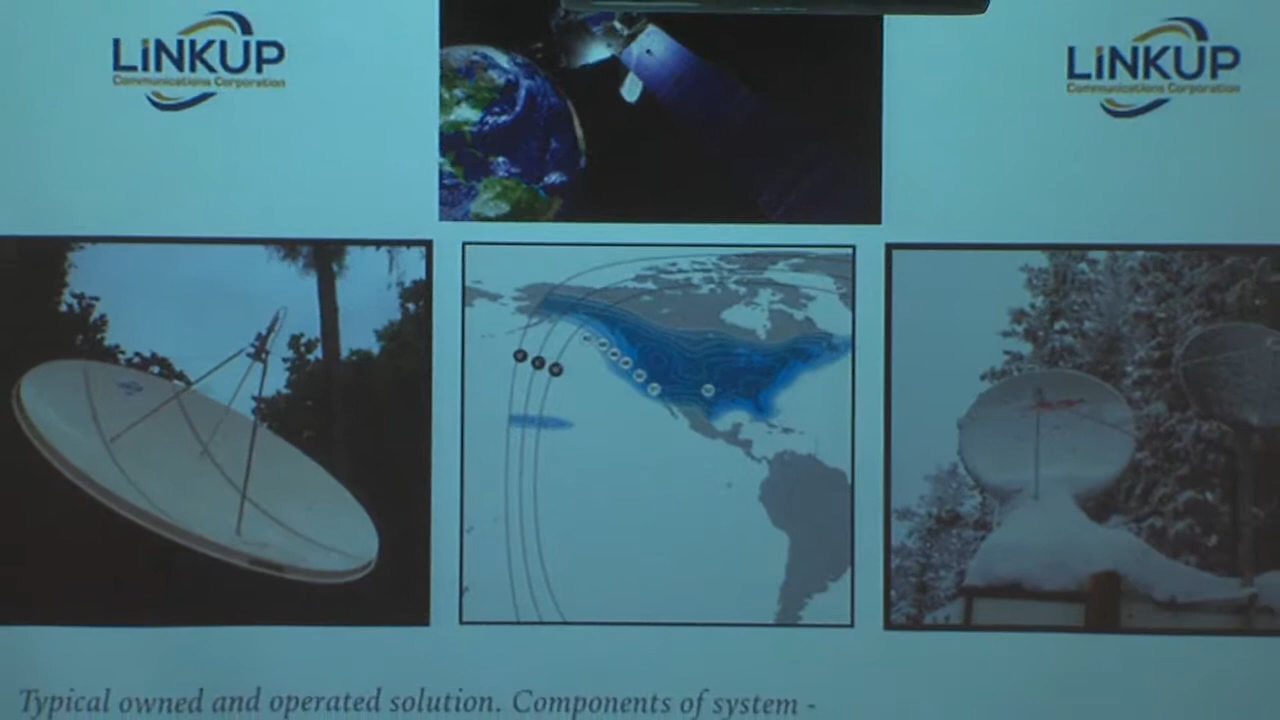 LiNKUP
Communications Corporation
LiNKUP
Communications Corporation
Typical owned and operated solution. Components of system -